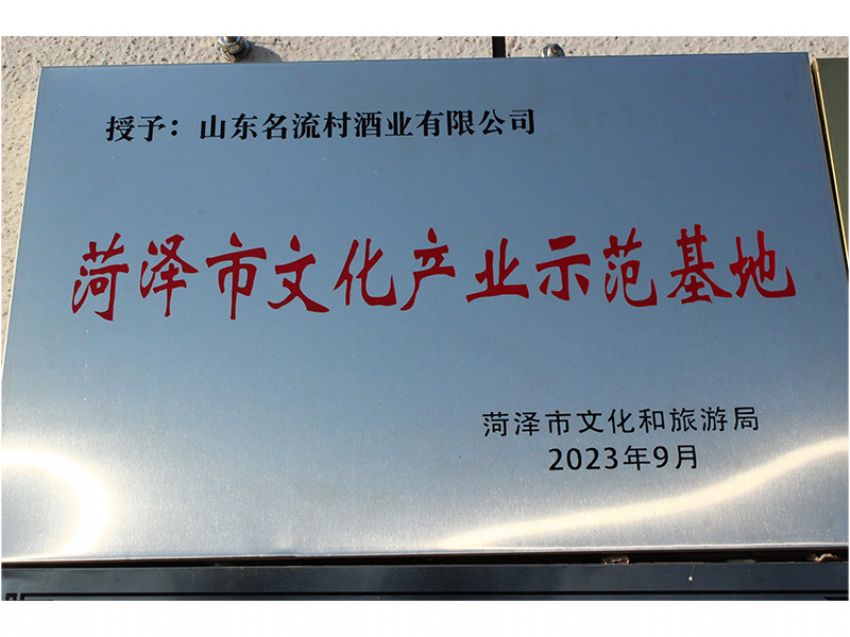 授予：山东名流村酒业有限公司
菏泽市文化产业示范基地
菏泽市文化和旅游局
2023年9月